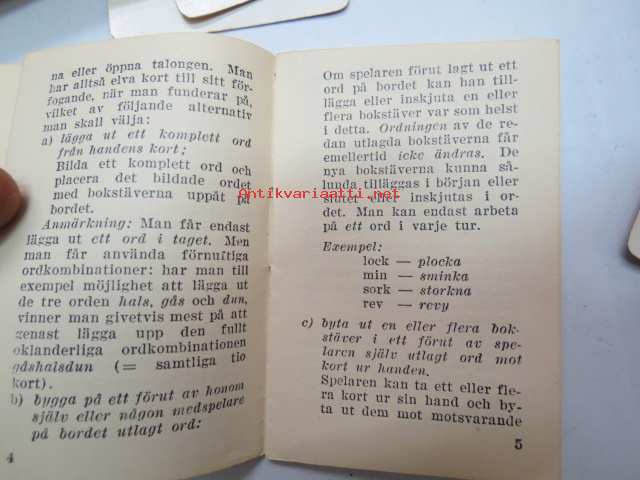 na eller öppna talongen. Man
har alltså elva kort till sitt för-
fogande, när man funderar på,
vilket av följande alternativ
man skall välja:
a) lägga ut ett komplett ord
från handens kort;
Bilda ett komplett ord och
placera det bildade ordet
med bokstäverna uppåt på
bordet.
Anmärkning: Man får endast
lägga ut ett ord i taget. Men
man får använda förnuftiga
ordkombinationer: har man till
exempel möjlighet att lägga ut
de tre orden hals, gås och dun,
vinner man givetvis mest på att
genast lägga upp den fullt
oklanderliga ordkombinationen
gåshalsdun (= samtliga tio
kort).
b) bygga på ett förut av honom
själv eller någon medspelare
på bordet utlagt ord:
4
Om spelaren förut lagt ut ett
ord på bordet kan han till-
lägga eller inskjuta en eller
flera bokstäver var som helst
i detta. Ordningen av de re-
dan utlagda bokstäverna får
emellertid icke ändras. De
nya bokstäverna kunna så-
lunda tilläggas i början eller
slutet eller inskjutas i or-
det. Man kan endast arbeta
på ett ord i varje tur.
Exempel:
lock — plocka
min — sminka
sork — storkna
rev — revy
c) byta ut en eller flera bok-
stäver i ett förut av spe-
laren själv utlagt ord mot
kort ur handen.
Spelaren kan ta ett eller fle-
ra kort ur sin hand och by-
ta ut dem mot motsvarande
5
antikvariaatti.net